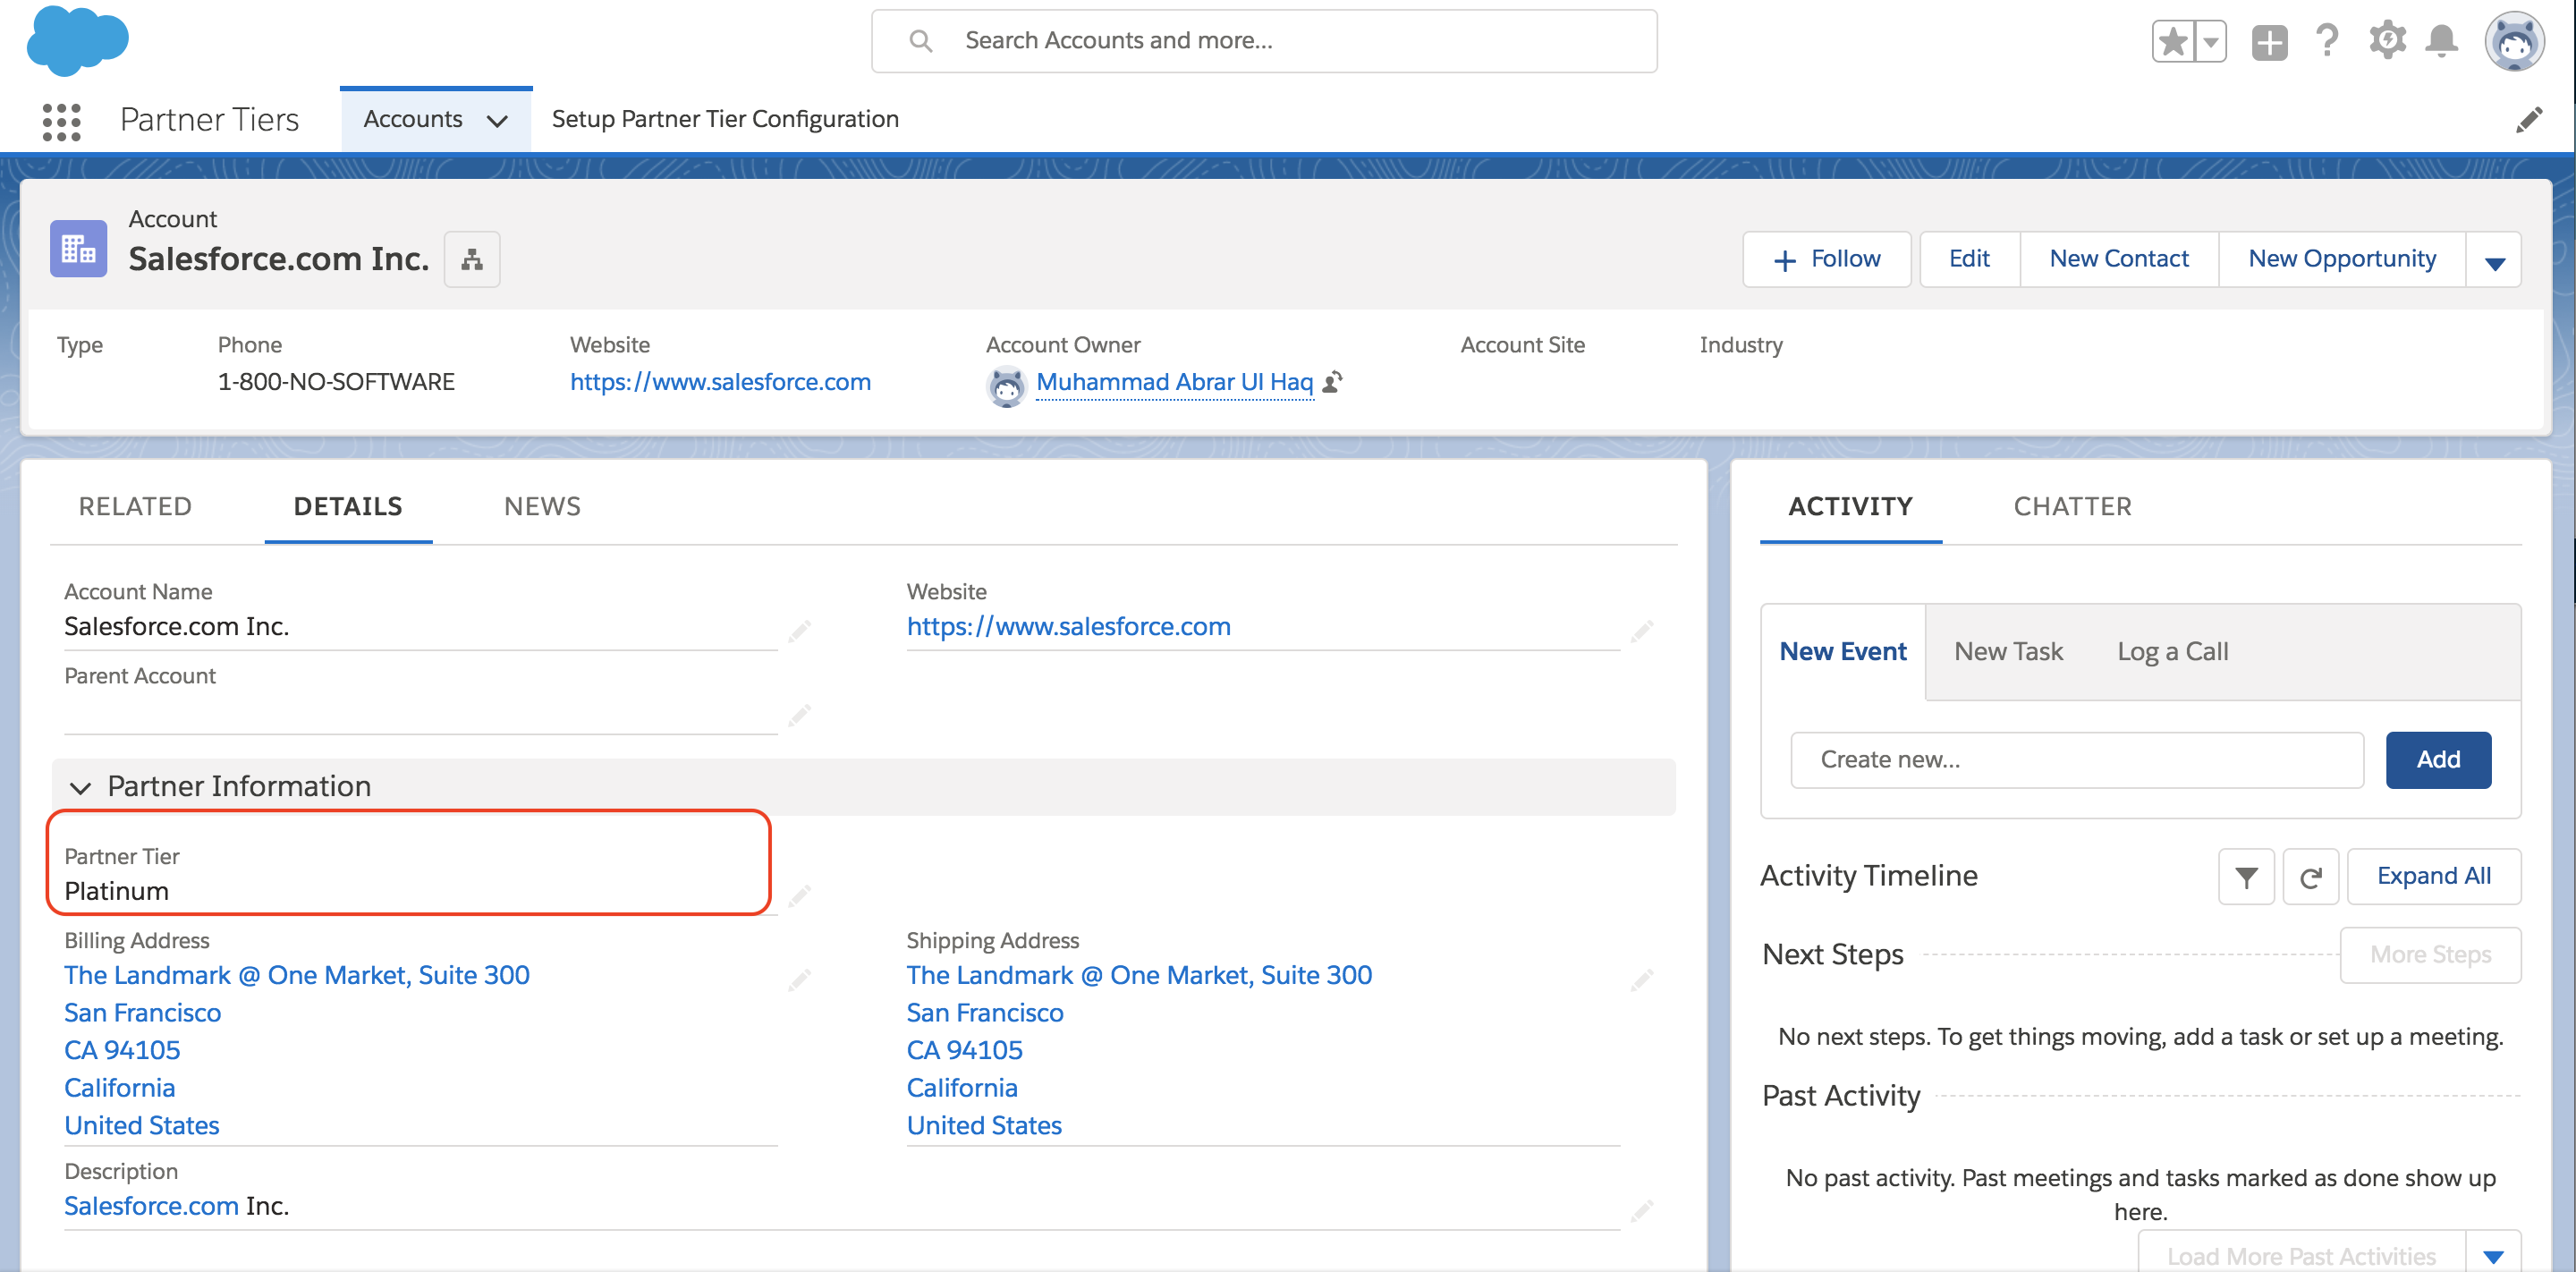 Search Accounts and more...
Partner Tiers
Accounts
Setup Partner Tier Configuration
Account
Salesforce.com Inc.
Follow
Edit
New Contact
New Opportunity
Type
Phone
Website
Account Owner
Account Site
Industry
1-800-NO-SOFTWARE
https://www.salesforce.com
Muhammad Abrar Ul Haq
RELATED
DETAILS
NEWS
Account Name
Salesforce.com Inc.
Website
https://www.salesforce.com
Parent Account
Partner Information
Partner Tier
Platinum
Billing Address
The Landmark @ One Market, Suite 300
San Francisco
CA 94105
California
United States
Shipping Address
The Landmark @ One Market, Suite 300
San Francisco
CA 94105
California
United States
Description
Salesforce.com Inc.
ACTIVITY
CHATTER
New Event
New Task
Log a Call
Create new...
Add
Activity Timeline
Expand All
Next Steps
More Steps
No next steps. To get things moving, add a task or set up a meeting.
Past Activity
No past activity. Past meetings and tasks marked as done show up
here.
Load More Past Activities